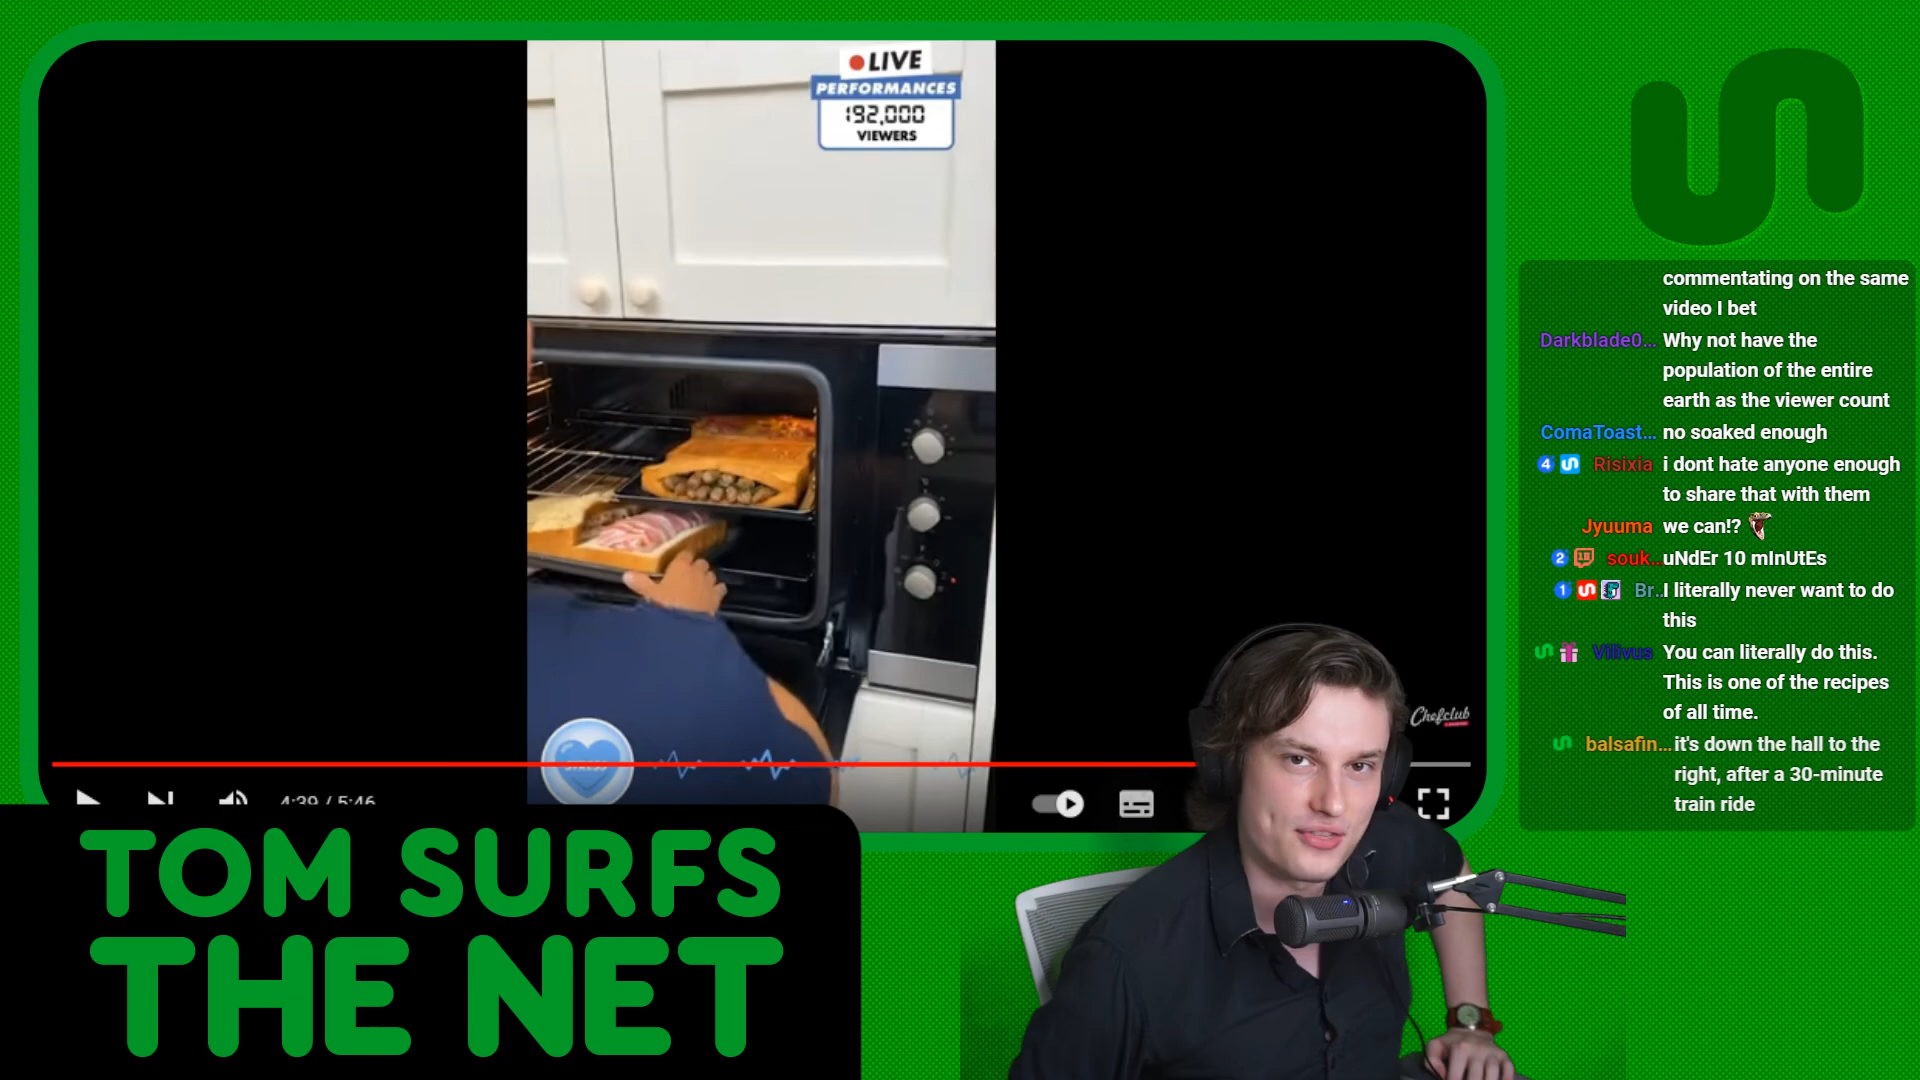 LIVE
PERFORMANCES
192,000
VIEWERS
STRESS
Chefclub
4:39 / 5:46
TOM SURFS
THE NET
commentating on the same
video I bet
Darkblade0... Why not have the
population of the entire
earth as the viewer count
ComaToast... no soaked enough
4 Risixia i dont hate anyone enough
to share that with them
Jyuuma we can!?
2 18 souk... uNdEr 10 mInUtEs
1 Br.. I literally never want to do
this
Vilivus You can literally do this.
This is one of the recipes
of all time.
balsafin... it's down the hall to the
right, after a 30-minute
train ride